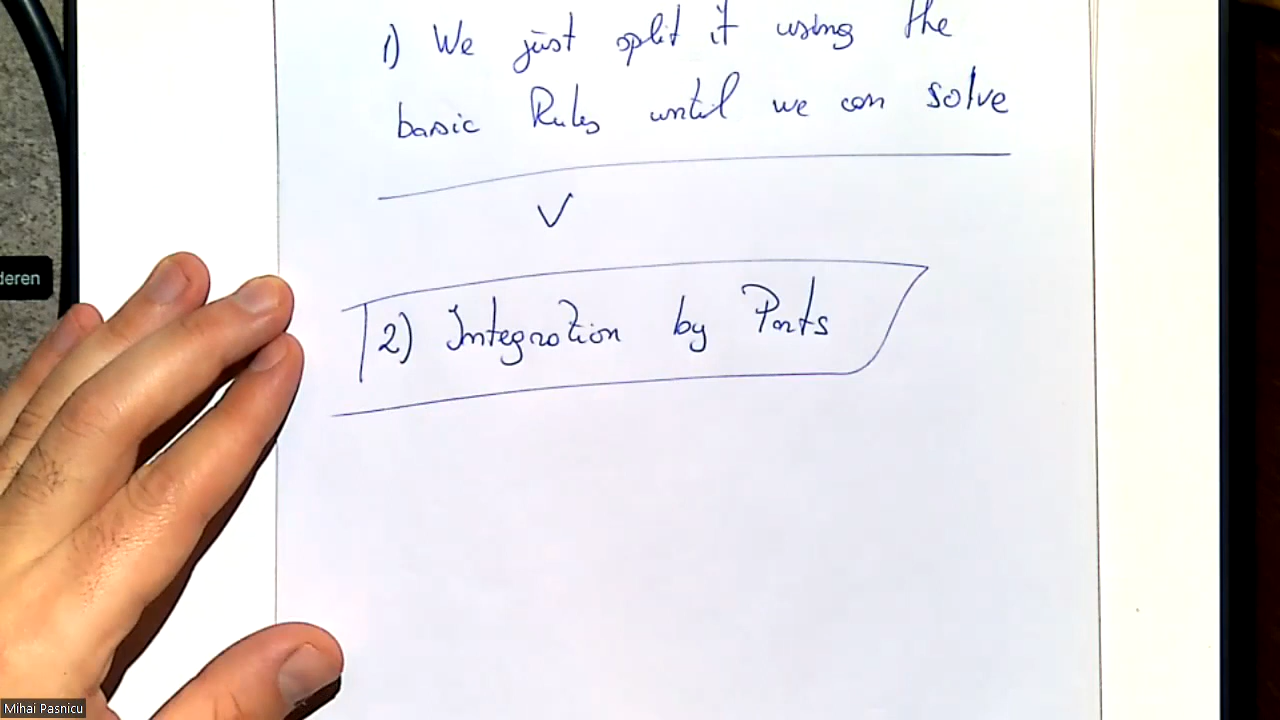 1) We just split it using the
basic Rules until we can solve
2) Integration by Parts
deren
Mihai Pasnicu